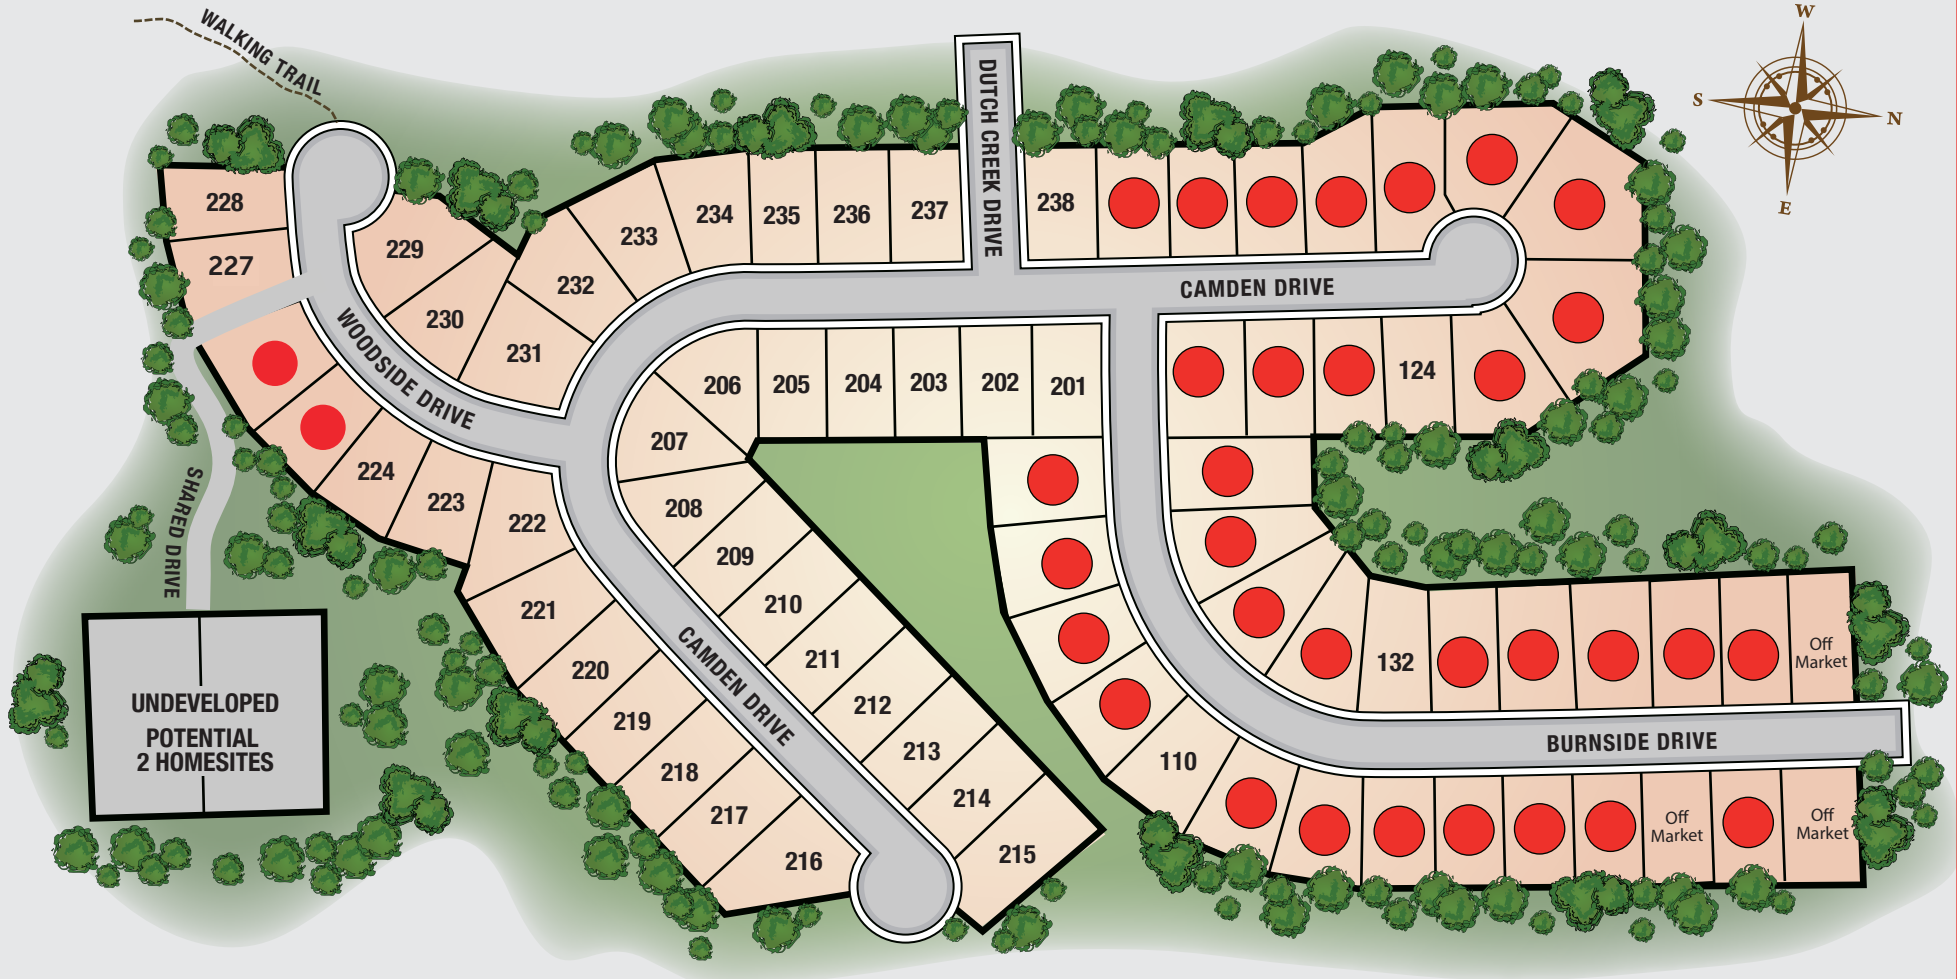 WALKING TRAIL
W
S
N
E
DUTCH CREEK DRIVE
228
227
229
230
231
232
233
234
235
236
237
238
CAMDEN DRIVE
WOODSIDE DRIVE
206
205
204
203
202
201
124
207
208
209
210
211
212
213
214
215
224
223
222
221
220
219
218
217
216
CAMDEN DRIVE
SHARED DRIVE
UNDEVELOPED
POTENTIAL
2 HOMESITES
132
Off
Market
110
BURNSIDE DRIVE
Off
Market
Off
Market